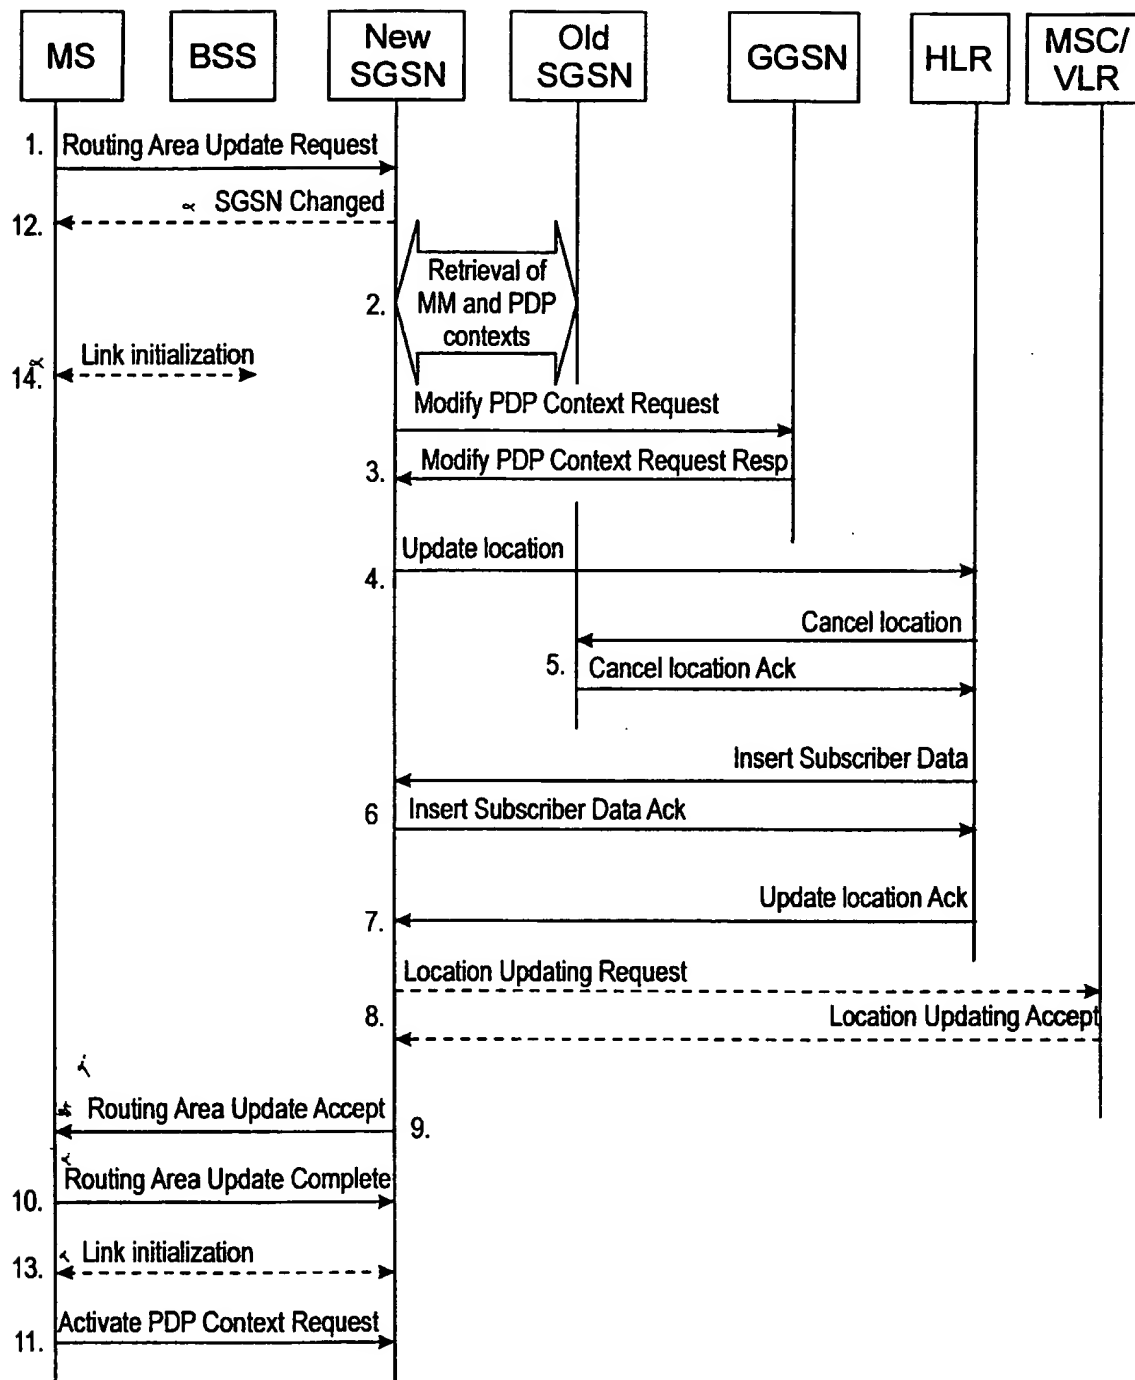 MS
BSS
New
SGSN
Old
SGSN
GGSN
HLR
MSC/
VLR
1. Routing Area Update Request
SGSN Changed
12.
Retrieval of
MM and PDP
contexts
2.
Link initialization
14.
Modify PDP Context Request
Modify PDP Context Request Resp
3.
Update location
4.
Cancel location
5. Cancel location Ack
Insert Subscriber Data
6 Insert Subscriber Data Ack
Update location Ack
7.
Location Updating Request
8. Location Updating Accept
Routing Area Update Accept 9.
Routing Area Update Complete
10.
Link initialization
13.
Activate PDP Context Request
11.